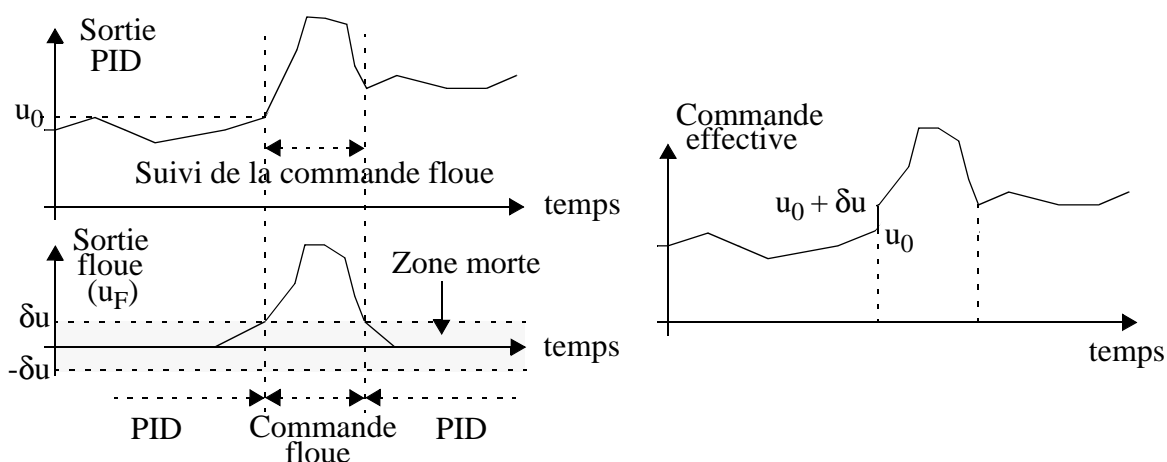 Sortie
PID
u0
Suivi de la commande floue
temps
Sortie
floue
(uF)
Zone morte
δu
temps
-δu
PID
Commande
floue
PID
Commande
effective
u0 + δu
u0
temps